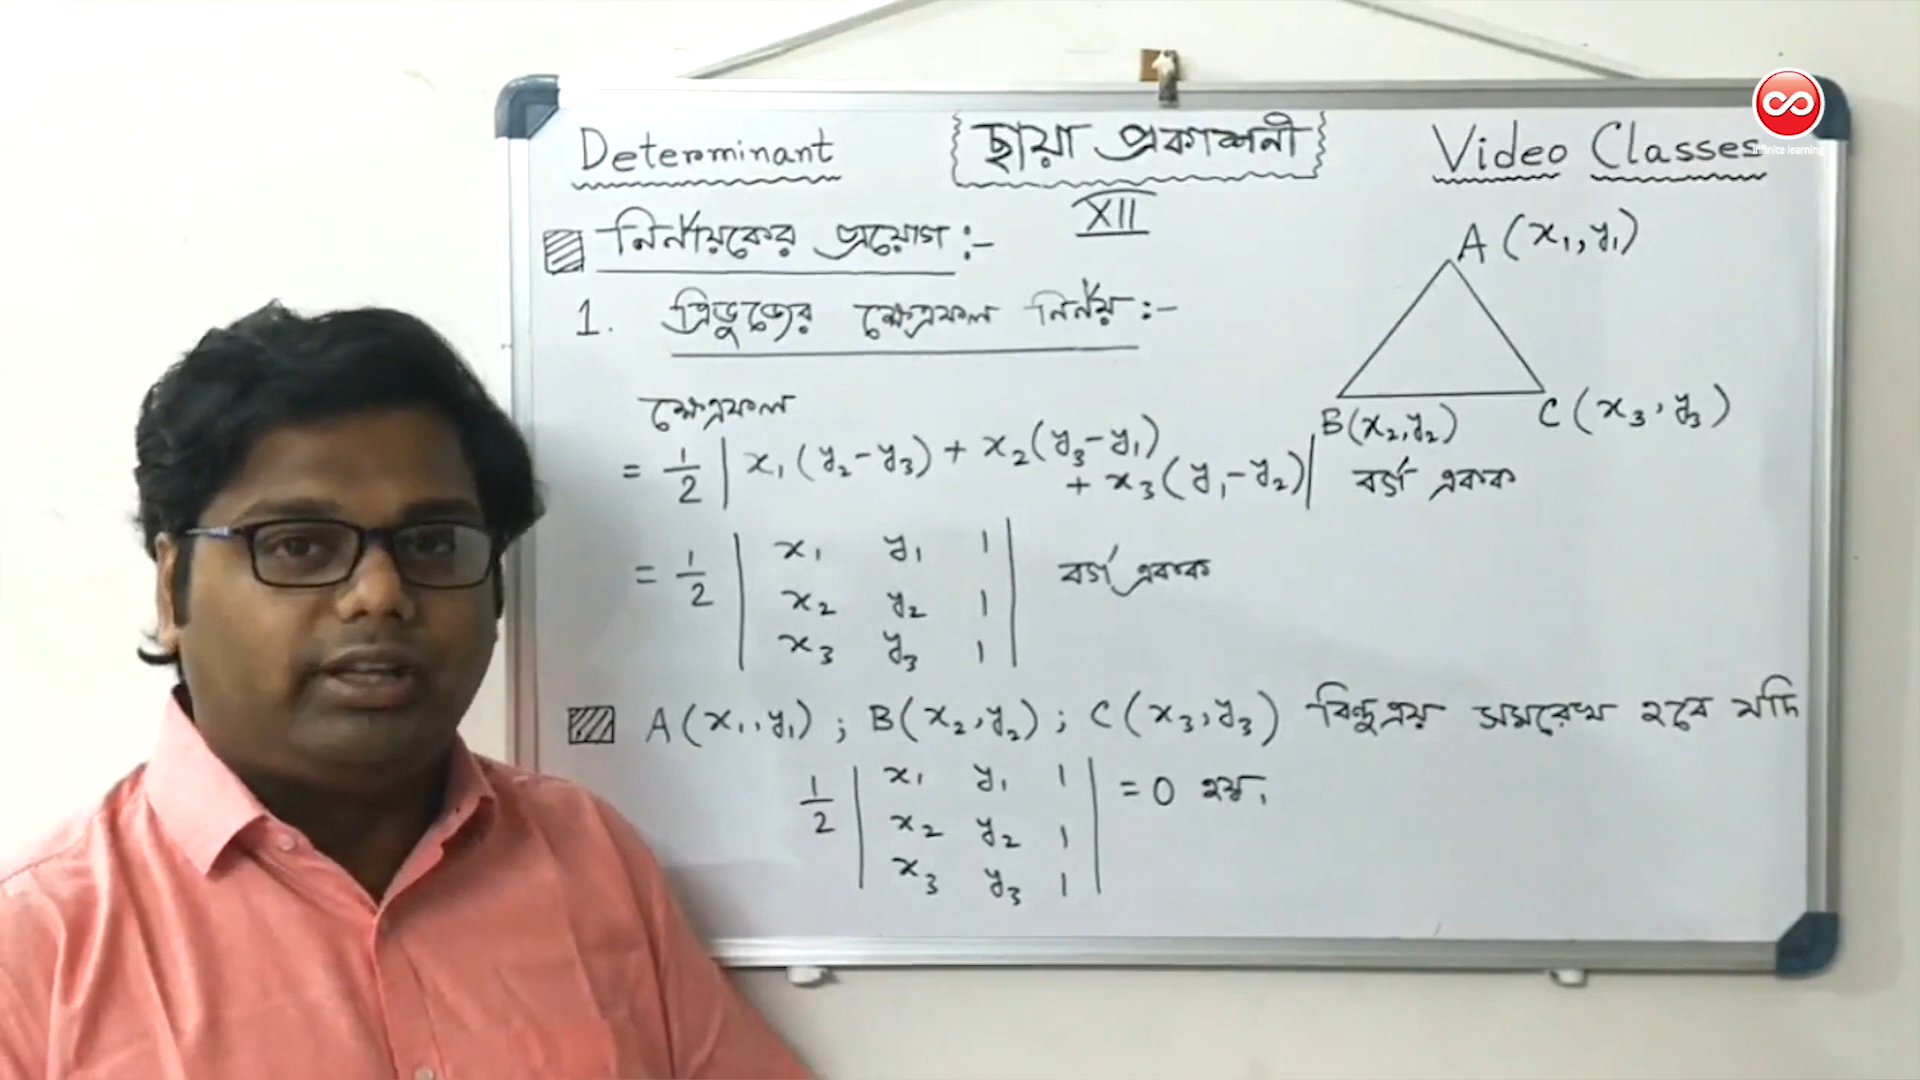 Determinant
ছায়া প্রকাশনী
Video Classes
infinite learning
XII
নির্ণায়কের প্রয়োগ :-
1. ত্রিভুজের ক্ষেত্রফল নির্ণয় :-
A (x₁, y₁)
B(x₂, y₂)
C (x₃, y₃)
ক্ষেত্রফল
= 1/2 | x₁ (y₂-y₃) + x₂ (y₃-y₁)
+ x₃ (y₁-y₂) | বর্গ একক
= 1/2 | x₁ y₁ 1 | বর্গ একক
x₂ y₂ 1
x₃ y₃ 1
A (x₁, y₁) ; B(x₂, y₂) ; C (x₃, y₃) বিন্দুত্রয় সমরেখ হবে যদি
1/2 | x₁ y₁ 1 | = 0 হয়।
x₂ y₂ 1
x₃ y₃ 1